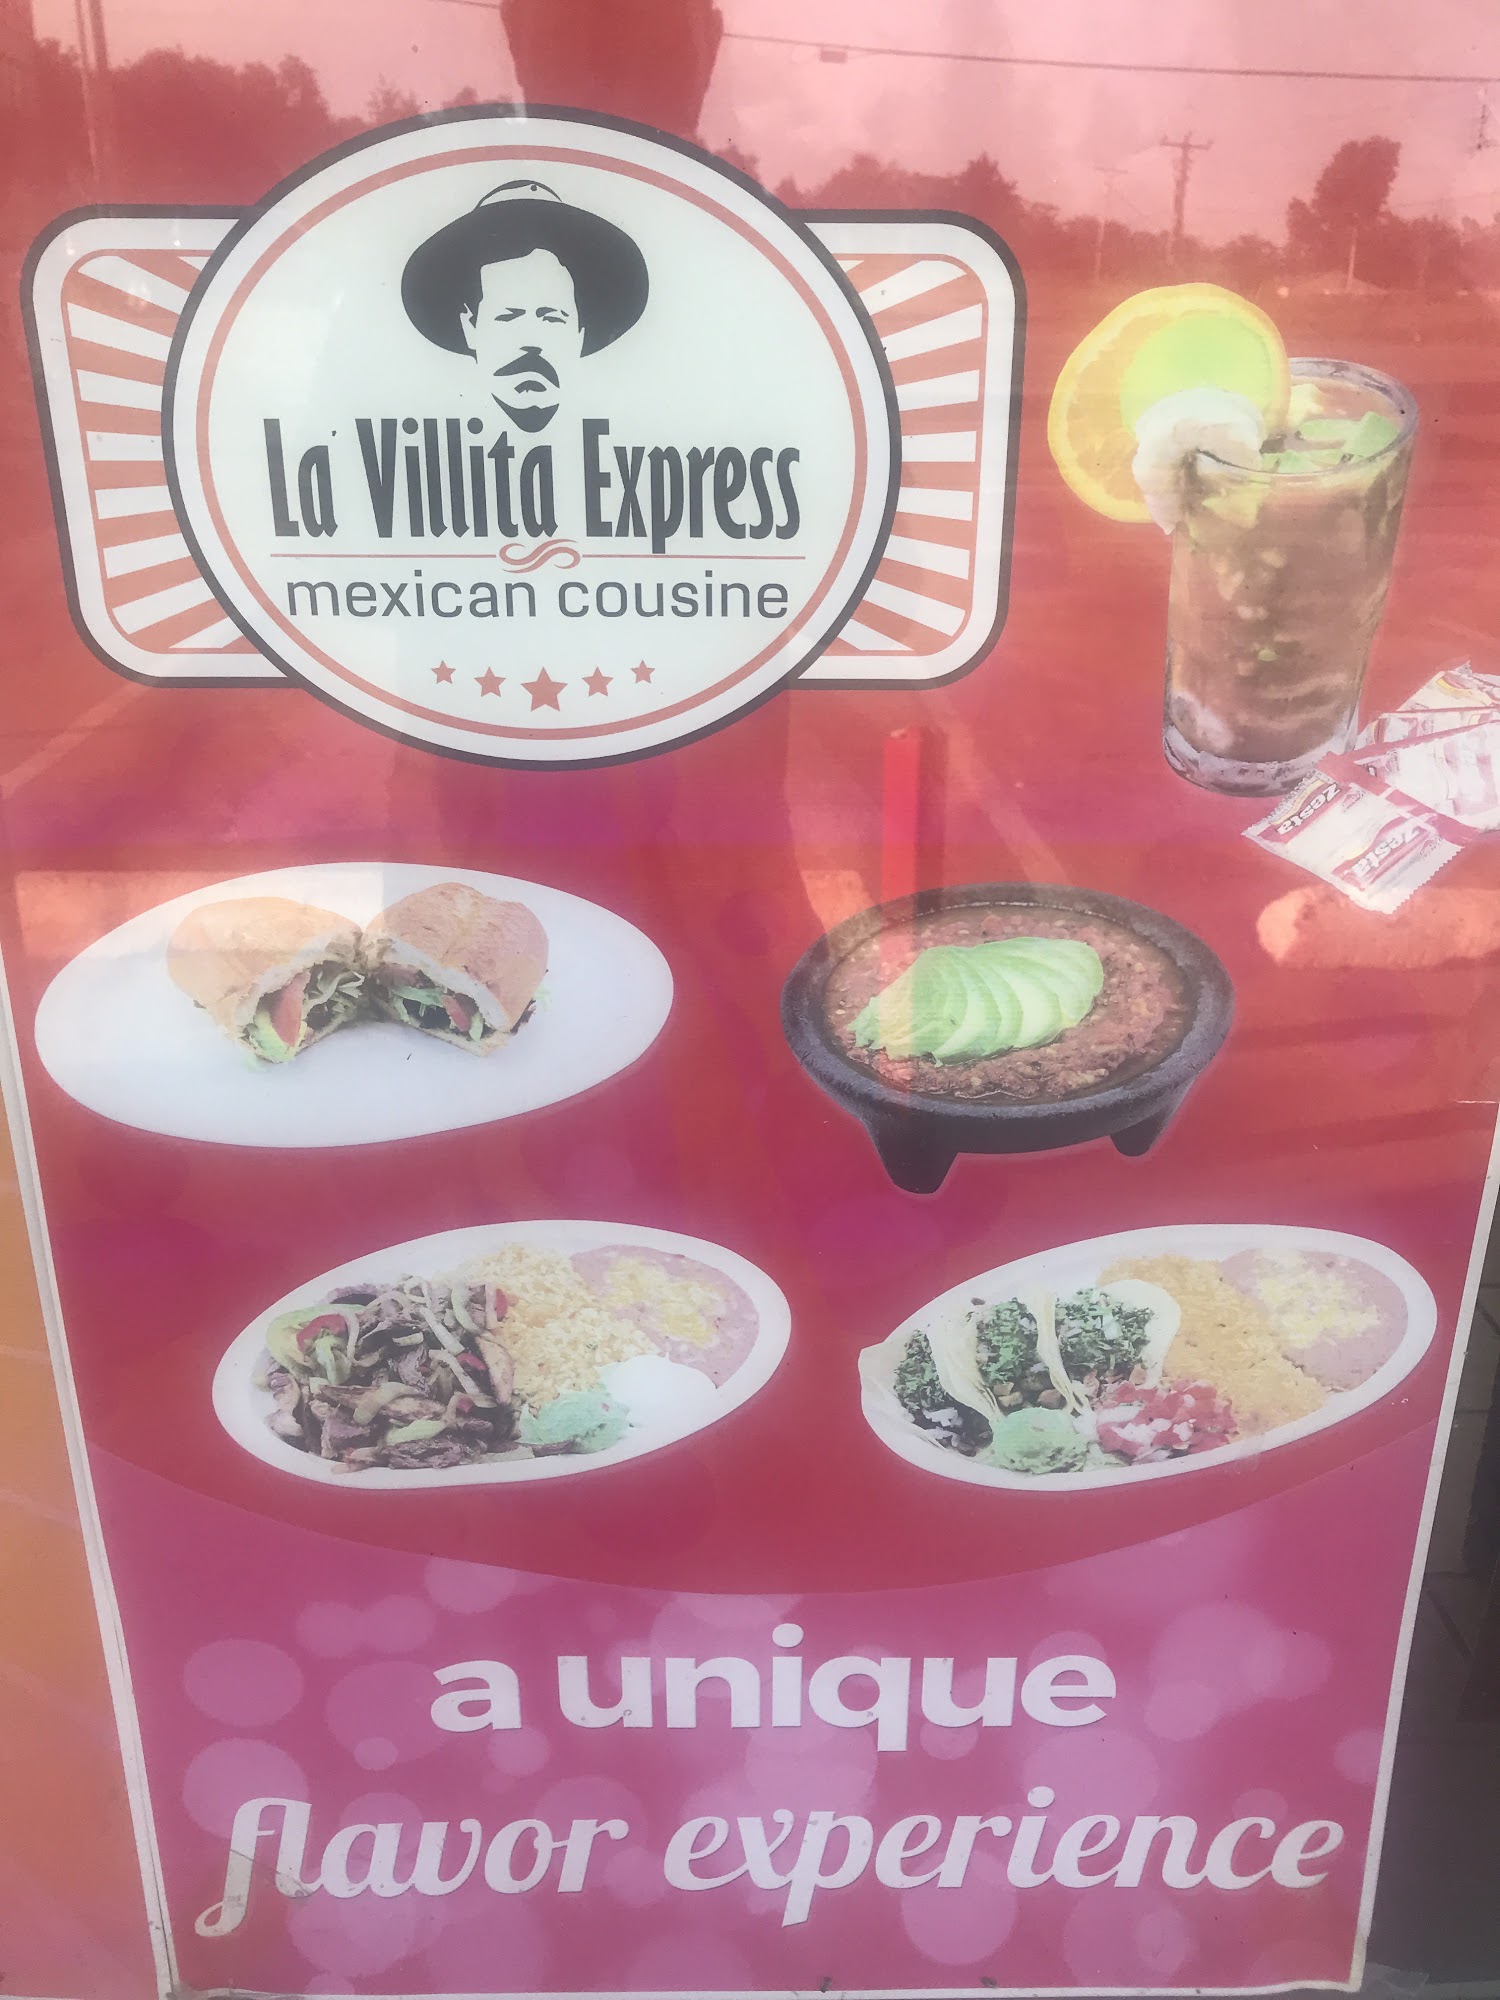 La Villita Express
mexican cousine
Zesta
Zesta
a unique
flavor experience